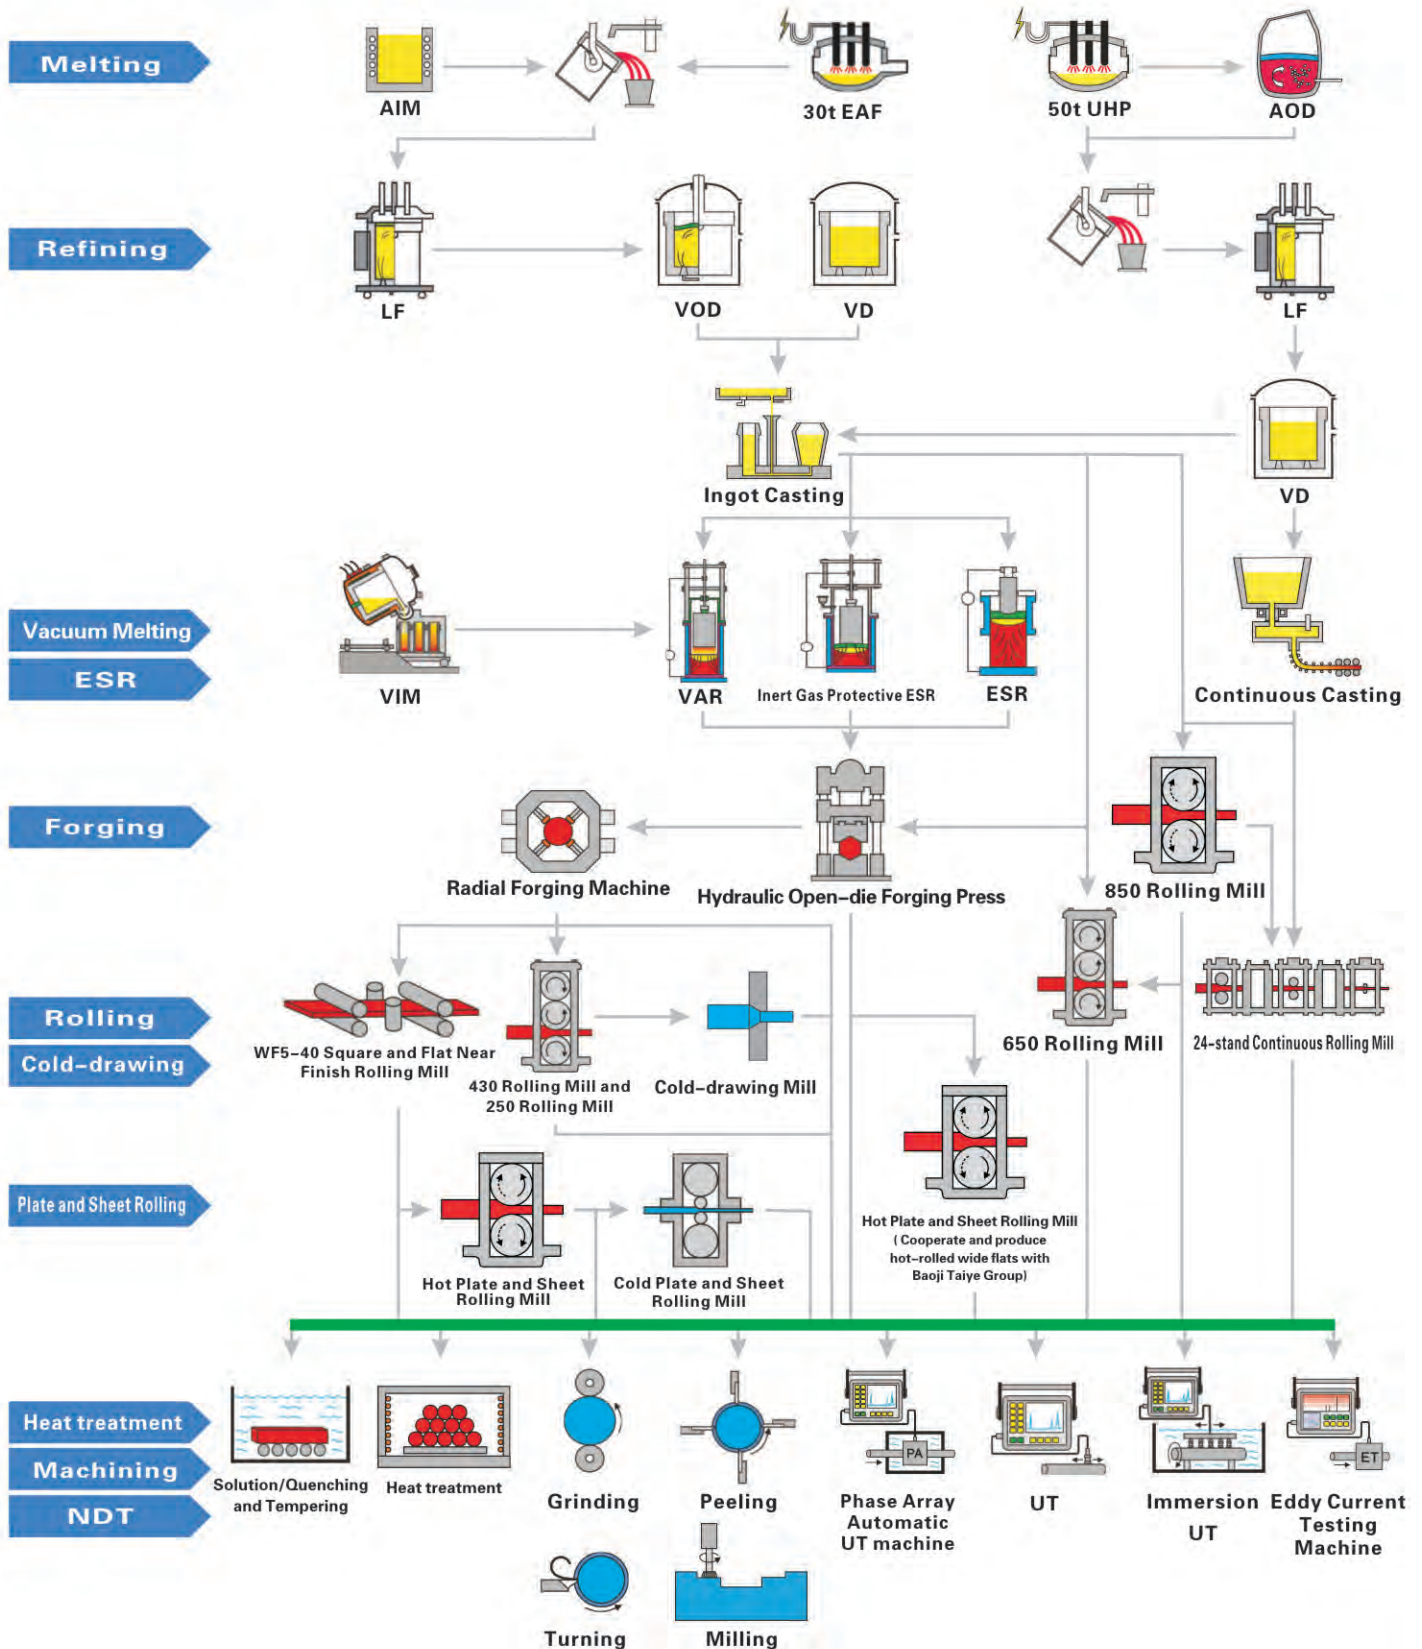 Melting
AIM
30t EAF
50t UHP
AOD
Refining
LF
VOD
VD
LF
Ingot Casting
VD
Vacuum Melting
ESR
VIM
VAR
Inert Gas Protective ESR
ESR
Continuous Casting
Forging
Radial Forging Machine
Hydraulic Open-die Forging Press
850 Rolling Mill
Rolling
Cold-drawing
WF5-40 Square and Flat Near
Finish Rolling Mill
430 Rolling Mill and
250 Rolling Mill
Cold-drawing Mill
650 Rolling Mill
24-stand Continuous Rolling Mill
Plate and Sheet Rolling
Hot Plate and Sheet
Rolling Mill
Cold Plate and Sheet
Rolling Mill
Hot Plate and Sheet Rolling Mill
( Cooperate and produce
hot-rolled wide flats with
Baoji Taiye Group)
Heat treatment
Machining
NDT
Solution/Quenching
and Tempering
Heat treatment
Grinding
Peeling
PA
Phase Array
Automatic
UT machine
UT
Immersion
UT
ET
Eddy Current
Testing
Machine
Turning
Milling